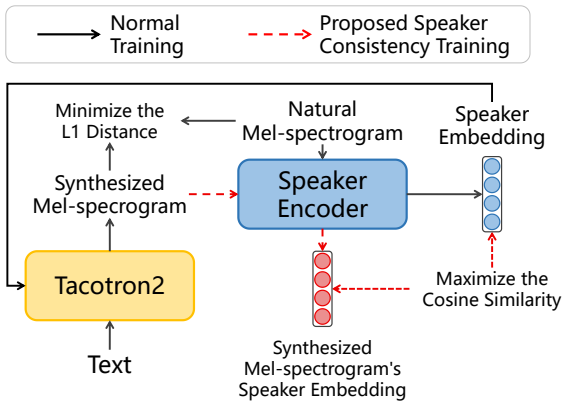 Normal
Training
Proposed Speaker
Consistency Training
Minimize the
L1 Distance
Natural
Mel-spectrogram
Speaker
Embedding
Synthesized
Mel-specrogram
Speaker
Encoder
Tacotron2
Maximize the
Cosine Similarity
Text
Synthesized
Mel-spectrogram's
Speaker Embedding